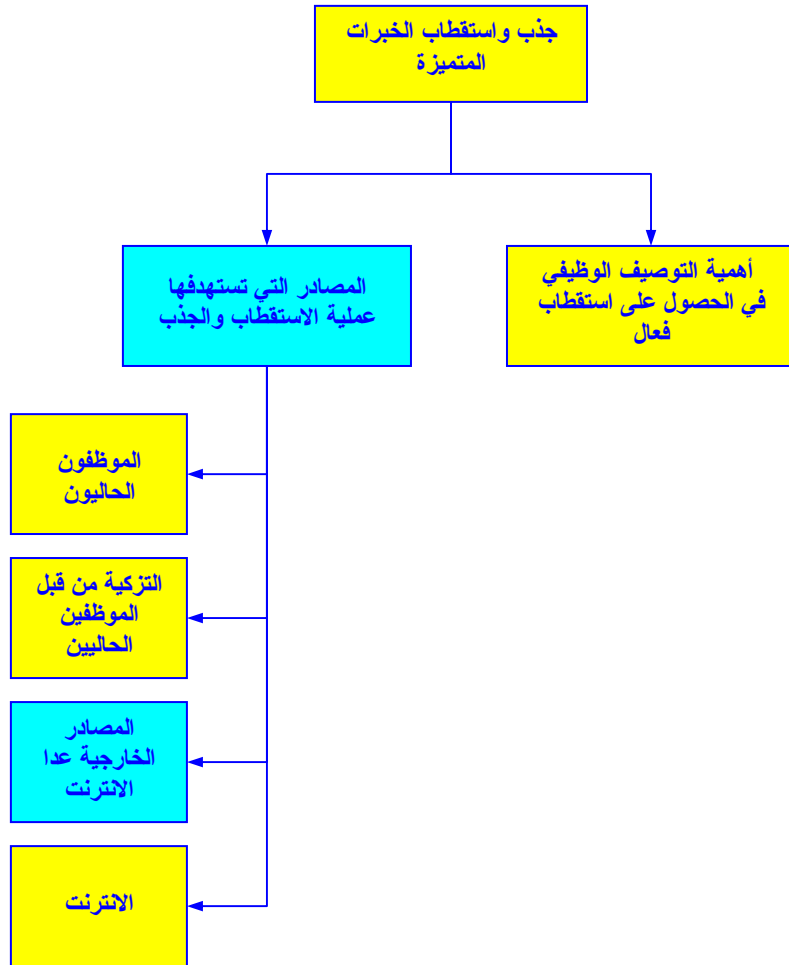 جذب واستقطاب الخبرات
المتميزة
أهمية التوصيف الوظيفي
في الحصول على استقطاب
فعال
المصادر التي تستهدفها
عملية الاستقطاب والجذب
الموظفون
الحاليون
التزكية من قبل
الموظفين
الحاليين
المصادر
الخارجية عدا
الانترنت
الانترنت